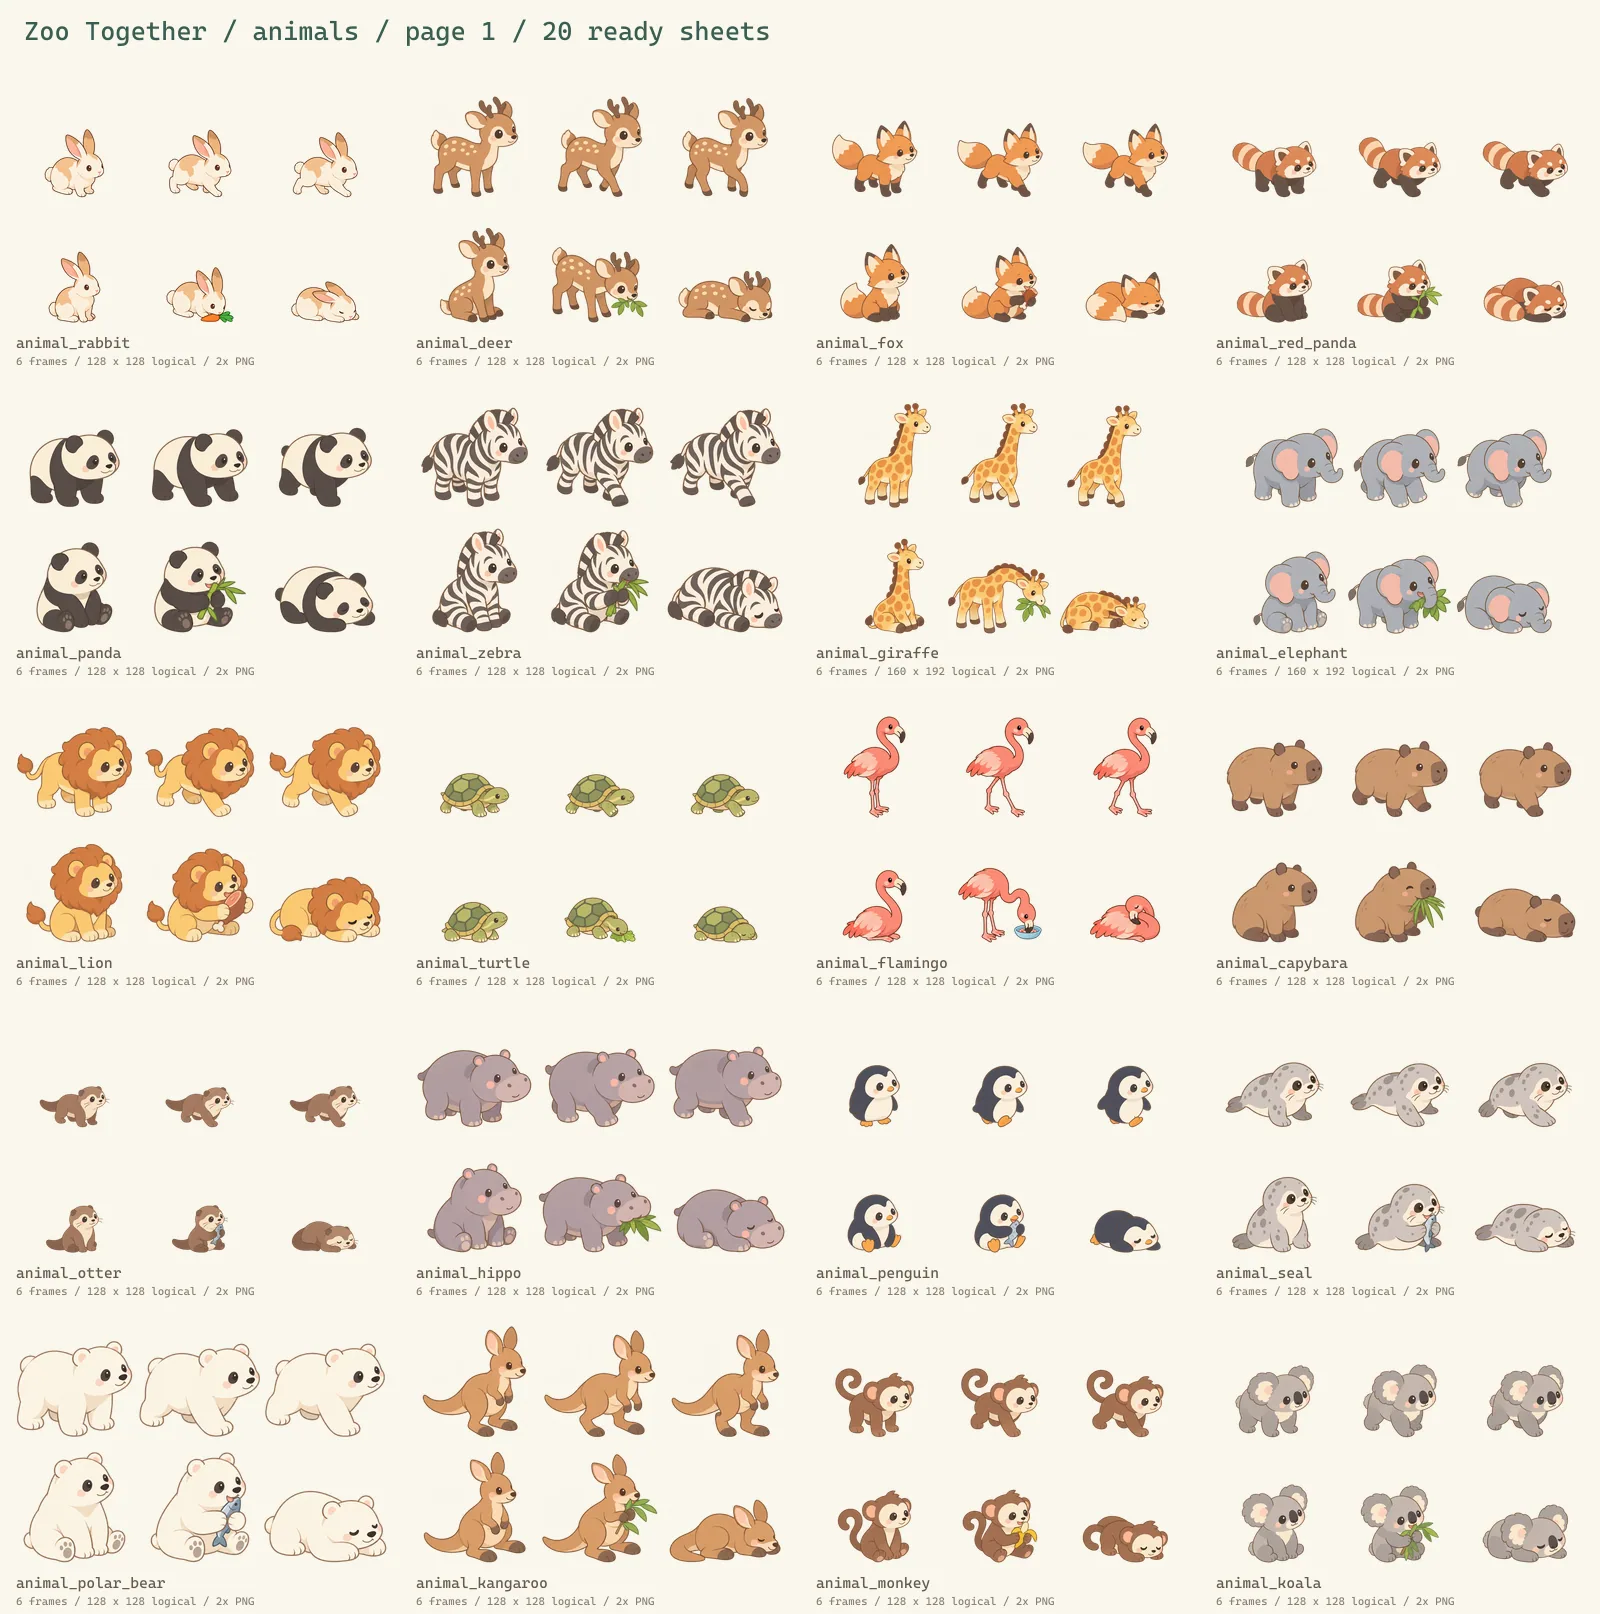 Zoo Together / animals / page 1 / 20 ready sheets
animal_rabbit
6 frames / 128 x 128 logical / 2x PNG
animal_deer
6 frames / 128 x 128 logical / 2x PNG
animal_fox
6 frames / 128 x 128 logical / 2x PNG
animal_red_panda
6 frames / 128 x 128 logical / 2x PNG
animal_panda
6 frames / 128 x 128 logical / 2x PNG
animal_zebra
6 frames / 128 x 128 logical / 2x PNG
animal_giraffe
6 frames / 160 x 192 logical / 2x PNG
animal_elephant
6 frames / 160 x 192 logical / 2x PNG
animal_lion
6 frames / 128 x 128 logical / 2x PNG
animal_turtle
6 frames / 128 x 128 logical / 2x PNG
animal_flamingo
6 frames / 128 x 128 logical / 2x PNG
animal_capybara
6 frames / 128 x 128 logical / 2x PNG
animal_otter
6 frames / 128 x 128 logical / 2x PNG
animal_hippo
6 frames / 128 x 128 logical / 2x PNG
animal_penguin
6 frames / 128 x 128 logical / 2x PNG
animal_seal
6 frames / 128 x 128 logical / 2x PNG
animal_polar_bear
6 frames / 128 x 128 logical / 2x PNG
animal_kangaroo
6 frames / 128 x 128 logical / 2x PNG
animal_monkey
6 frames / 128 x 128 logical / 2x PNG
animal_koala
6 frames / 128 x 128 logical / 2x PNG